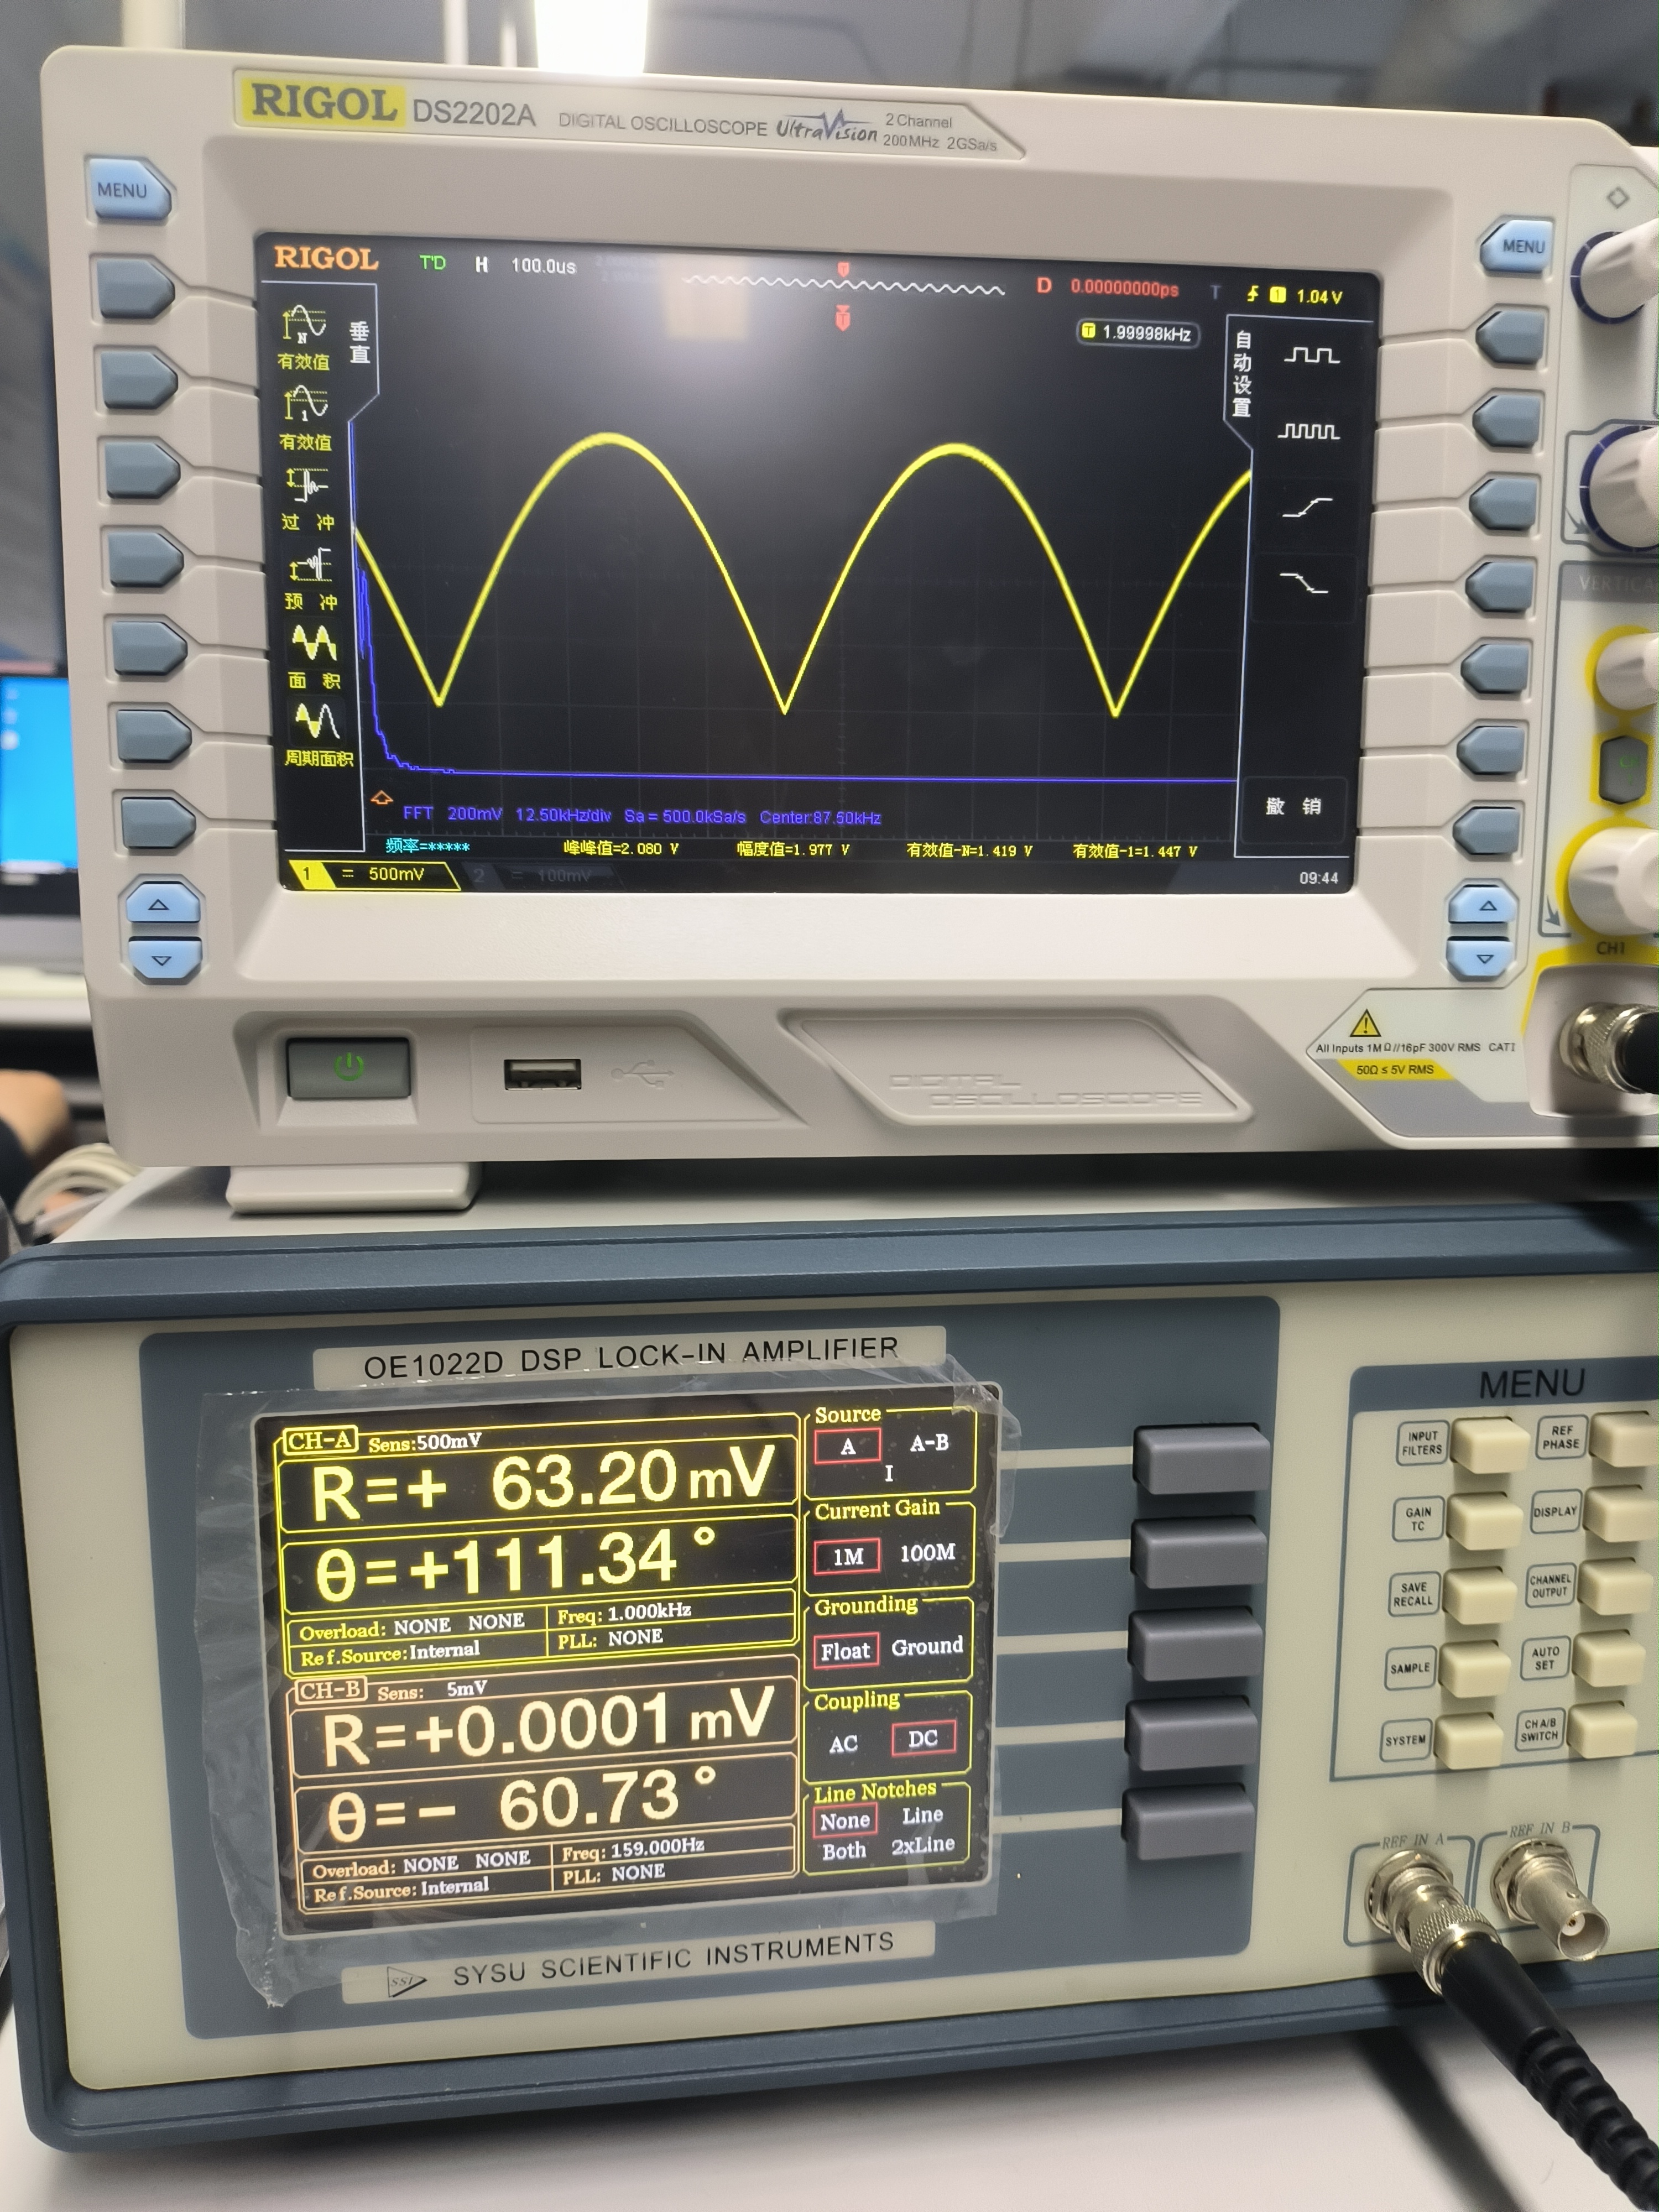 RIGOL DS2202A DIGITAL OSCILLOSCOPE UltraVision 2 Channel 200MHz 2GSa/s
MENU
MENU
RIGOL T'D H 100.0us D 0.00000000ps T 1 1.04 V
T 1.99998kHz
垂直
自动设置
N
有效值
1
有效值
过 冲
预 冲
面 积
周期面积
撤 销
FFT 200mV 12.50kHz/div Sa = 500.0kSa/s Center:87.50kHz
频率=***** 峰峰值=2.080 V 幅度值=1.977 V 有效值-N=1.419 V 有效值-1=1.447 V
1 = 500mV 2 = 100mV 09:44
VERTICA
CH1
All Inputs 1MΩ//16pF 300V RMS CATI
50Ω ≤ 5V RMS
DIGITAL
OSCILLOSCOPE
OE1022D DSP LOCK-IN AMPLIFIER
CH-A Sens:500mV
R=+ 63.20 mV
θ=+111.34°
Overload: NONE NONE Freq: 1.000kHz
Ref.Source:Internal PLL: NONE
CH-B Sens: 5mV
R=+0.0001 mV
θ=- 60.73°
Overload: NONE NONE Freq: 159.000Hz
Ref.Source: Internal PLL: NONE
Source
A A-B
I
Current Gain
1M 100M
Grounding
Float Ground
Coupling
AC DC
Line Notches
None Line
Both 2xLine
SSI SYSU SCIENTIFIC INSTRUMENTS
MENU
INPUT FILTERS
REF PHASE
GAIN TC
DISPLAY
SAVE RECALL
CHANNEL OUTPUT
SAMPLE
AUTO SET
SYSTEM
CH A/B SWITCH
REF IN A
REF IN B